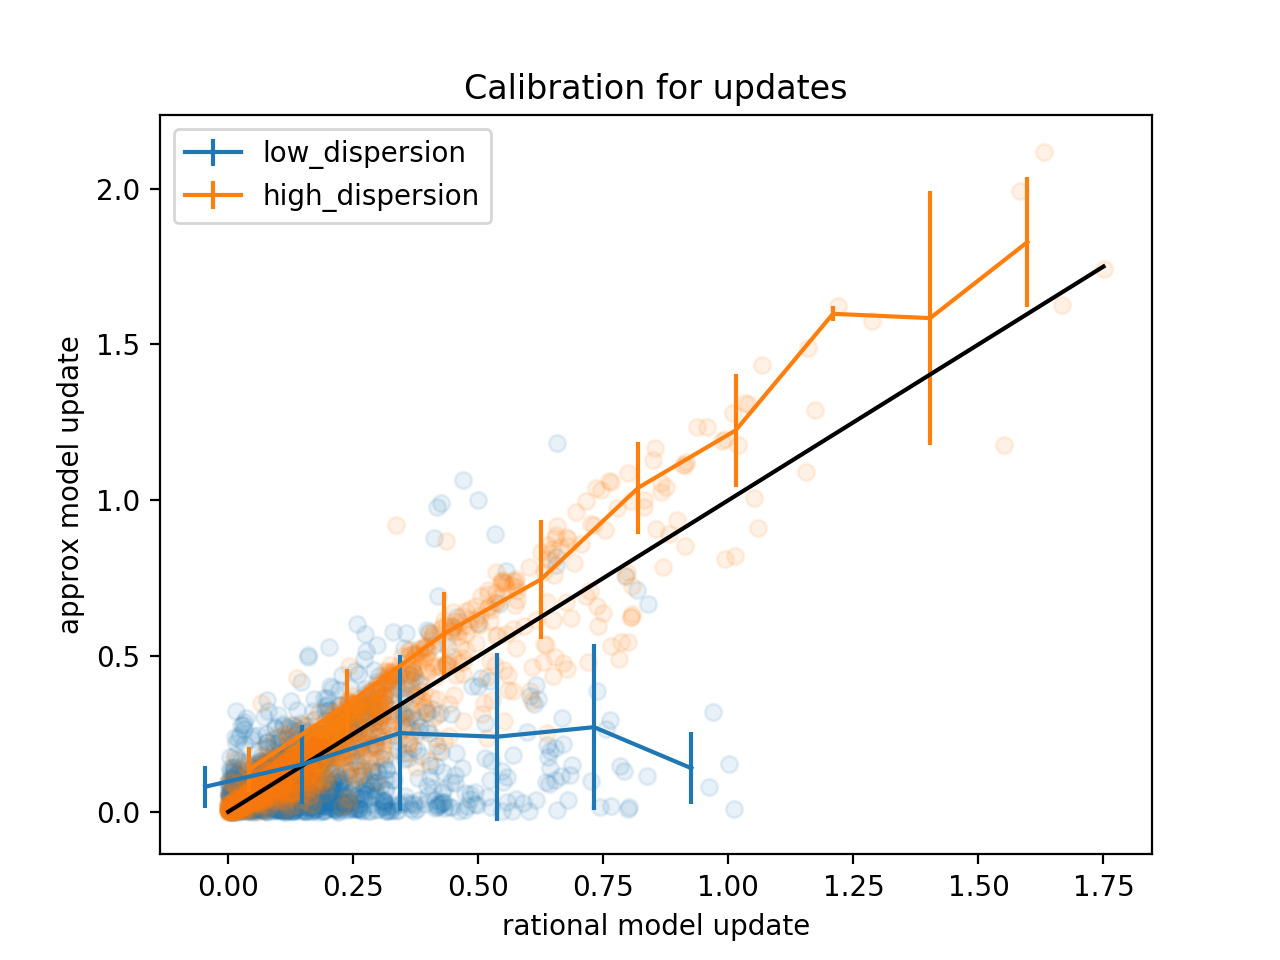 Calibration for updates
low_dispersion
high_dispersion
approx model update
2.0
1.5
1.0
0.5
0.0
0.00 0.25 0.50 0.75 1.00 1.25 1.50 1.75
rational model update